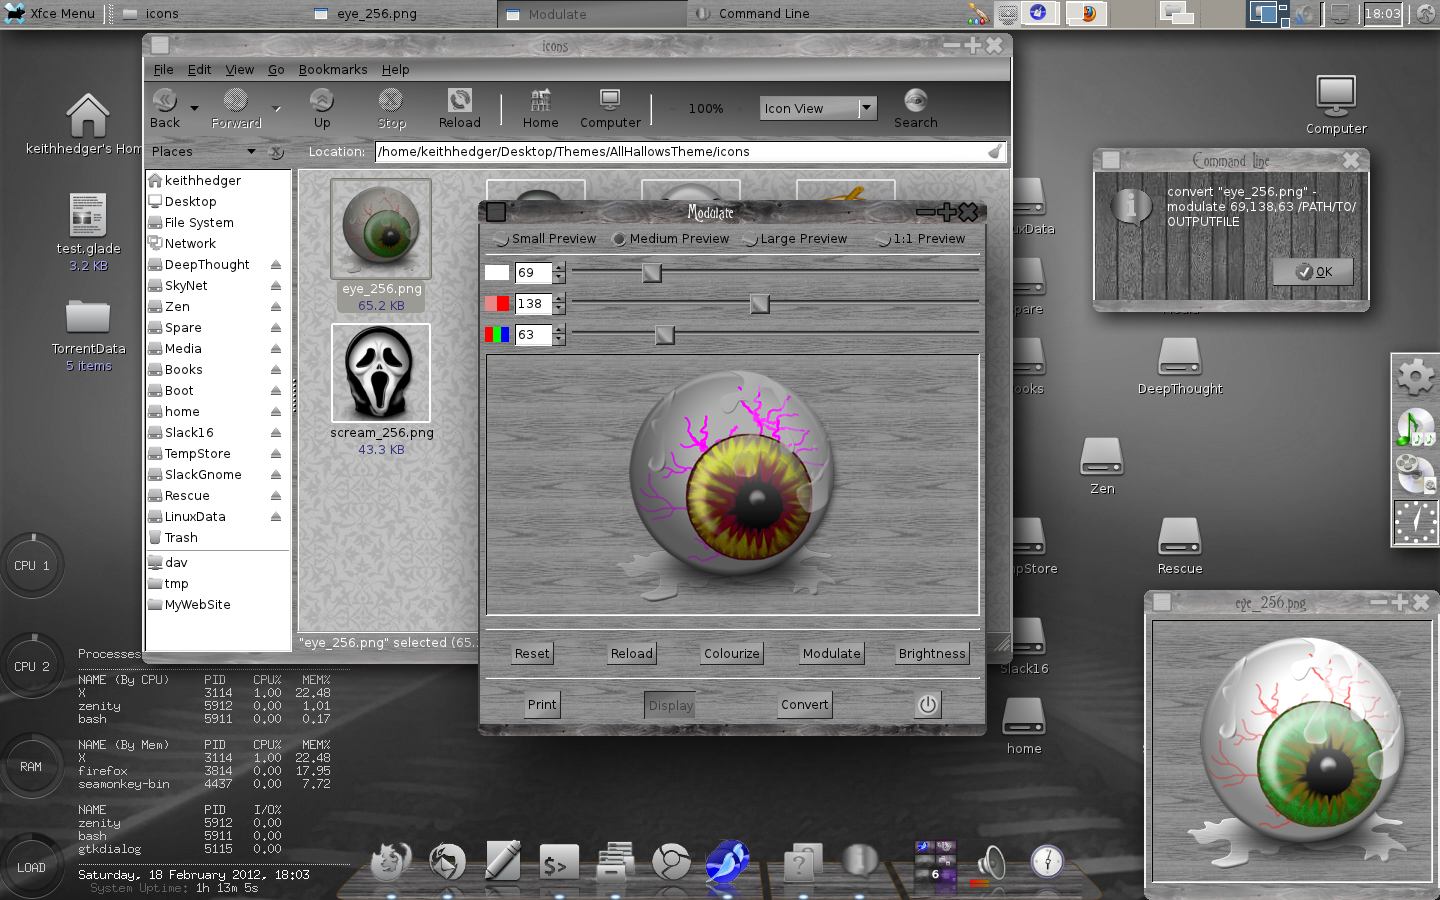 Xfce Menu
icons
eye_256.png
Modulate
Command Line
18:03
icons
File Edit View Go Bookmarks Help
Back Forward Up Stop Reload Home Computer 100% Icon View Search
Places
Location: /home/keithhedger/Desktop/Themes/AllHallowsTheme/icons
keithhedger
Desktop
File System
Network
DeepThought
SkyNet
Zen
Spare
Media
Books
Boot
home
Slack16
TempStore
SlackGnome
Rescue
LinuxData
Trash
dav
tmp
MyWebSite
eye_256.png
65.2 KB
scream_256.png
43.3 KB
"eye_256.png" selected (65.
keithhedger's Hom
test.glade
3.2 KB
TorrentData
5 items
Modulate
Small Preview Medium Preview Large Preview 1:1 Preview
69
138
63
Reset Reload Colourize Modulate Brightness
Print Display Convert
Computer
Command Line
convert "eye_256.png" -
modulate 69,138,63 /PATH/TO/
OUTPUTFILE
OK
uxData
pare
ooks
DeepThought
Zen
pStore
Rescue
Slack16
home
eye_256.png
CPU 1
CPU 2
RAM
LOAD
Processes
NAME (By CPU) PID CPU% MEM%
X 3114 1.00 22.48
zenity 5912 0.00 1.01
bash 5911 0.00 0.17
NAME (By Mem) PID CPU% MEM%
X 3114 1.00 22.48
firefox 3814 0.00 17.95
seamonkey-bin 4437 0.00 7.72
NAME PID I/O%
zenity 5912 0.00
bash 5911 0.00
gtkdialog 5115 0.00
Saturday, 18 February 2012, 18:03
System Uptime: 1h 13m 5s
$>
6